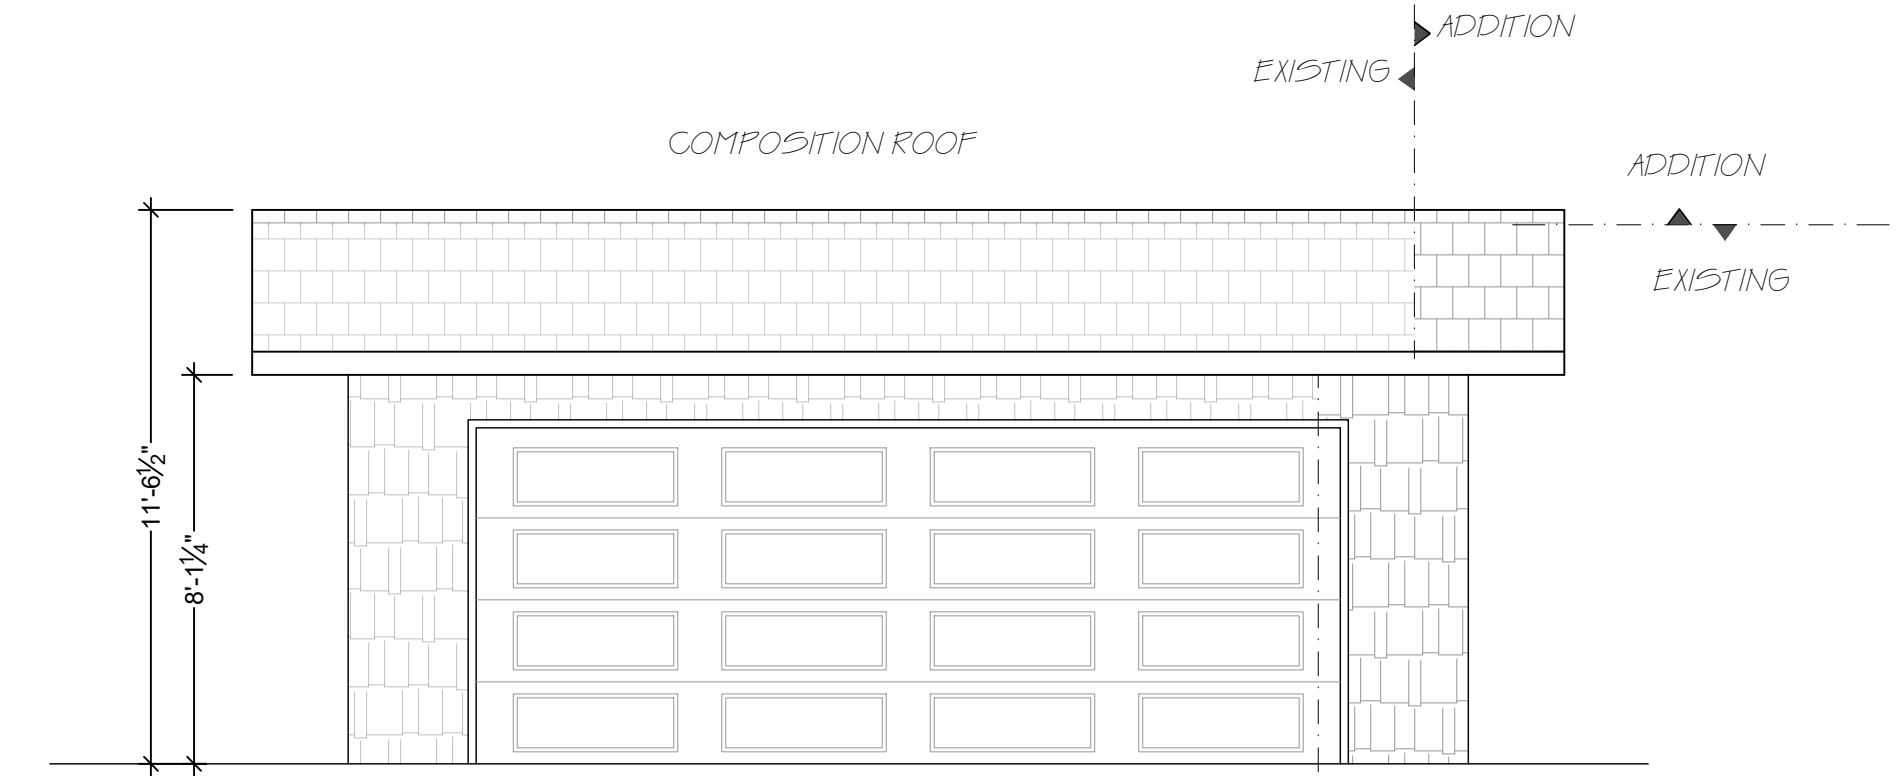 ADDITION
EXISTING
COMPOSITION ROOF
ADDITION
EXISTING
11'-6½"
8'-1¼"